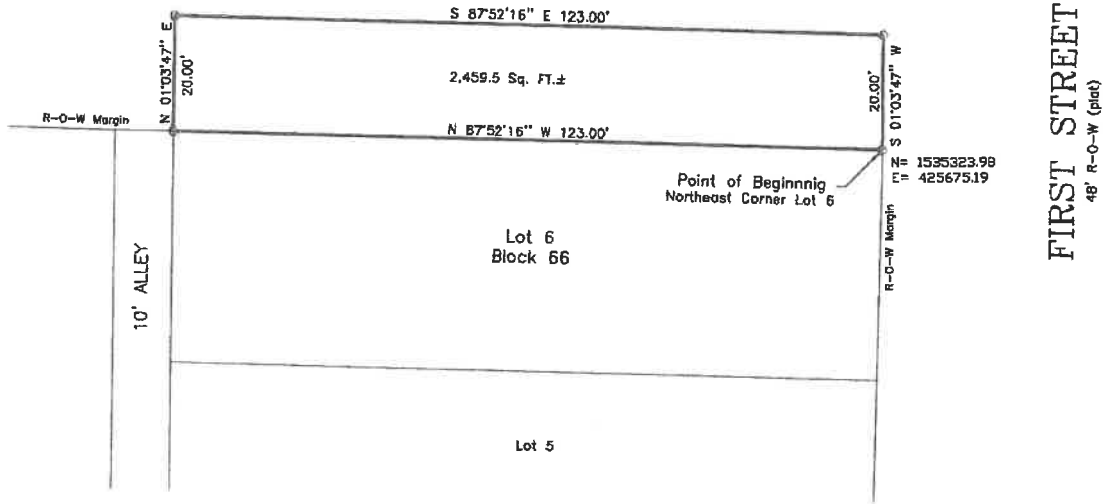 S 87°52'16" E 123.00'
N 01°03'47" E
20.00'
2,459.5 Sq. FT.±
20.00'
S 01°03'47" W
FIRST STREET
48' R-O-W (plat)
R-O-W Margin
N 87°52'16" W 123.00'
N= 1535323.98
E= 425675.19
Point of Beginnnig
Northeast Corner Lot 6
R-O-W Margin
Lot 6
Block 66
10' ALLEY
Lot 5